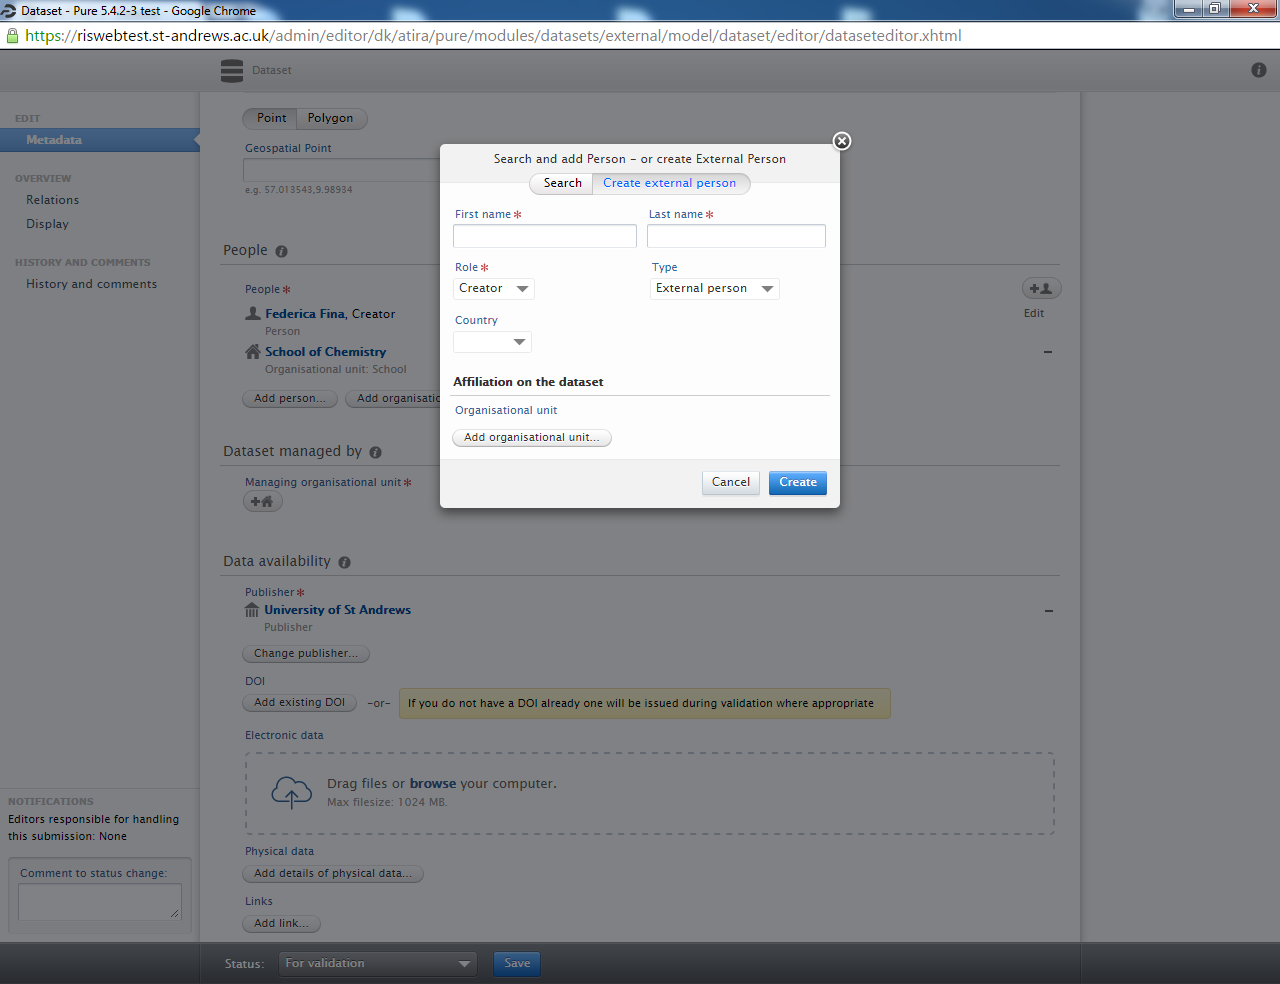 Dataset - Pure 5.4.2-3 test - Google Chrome
https://riswebtest.st-andrews.ac.uk/admin/editor/dk/atira/pure/modules/datasets/external/model/dataset/editor/dataseteditor.xhtml
Dataset
EDIT
Metadata
OVERVIEW
Relations
Display
HISTORY AND COMMENTS
History and comments
Point Polygon
Geospatial Point
e.g. 57.013543,9.98934
People
People*
Federica Fina, Creator
Person
Edit
School of Chemistry
Organisational unit: School
Add person... Add organisatio
Dataset managed by
Managing organisational unit*
Data availability
Publisher*
University of St Andrews
Publisher
Change publisher...
DOI
Add existing DOI -or- If you do not have a DOI already one will be issued during validation where appropriate
Electronic data
Drag files or browse your computer.
Max filesize: 1024 MB.
Physical data
Add details of physical data...
Links
Add link...
Search and add Person - or create External Person
Search Create external person
First name* Last name*
Role* Type
Creator External person
Country
Affiliation on the dataset
Organisational unit
Add organisational unit...
Cancel Create
NOTIFICATIONS
Editors responsible for handling
this submission: None
Comment to status change:
Status: For validation Save